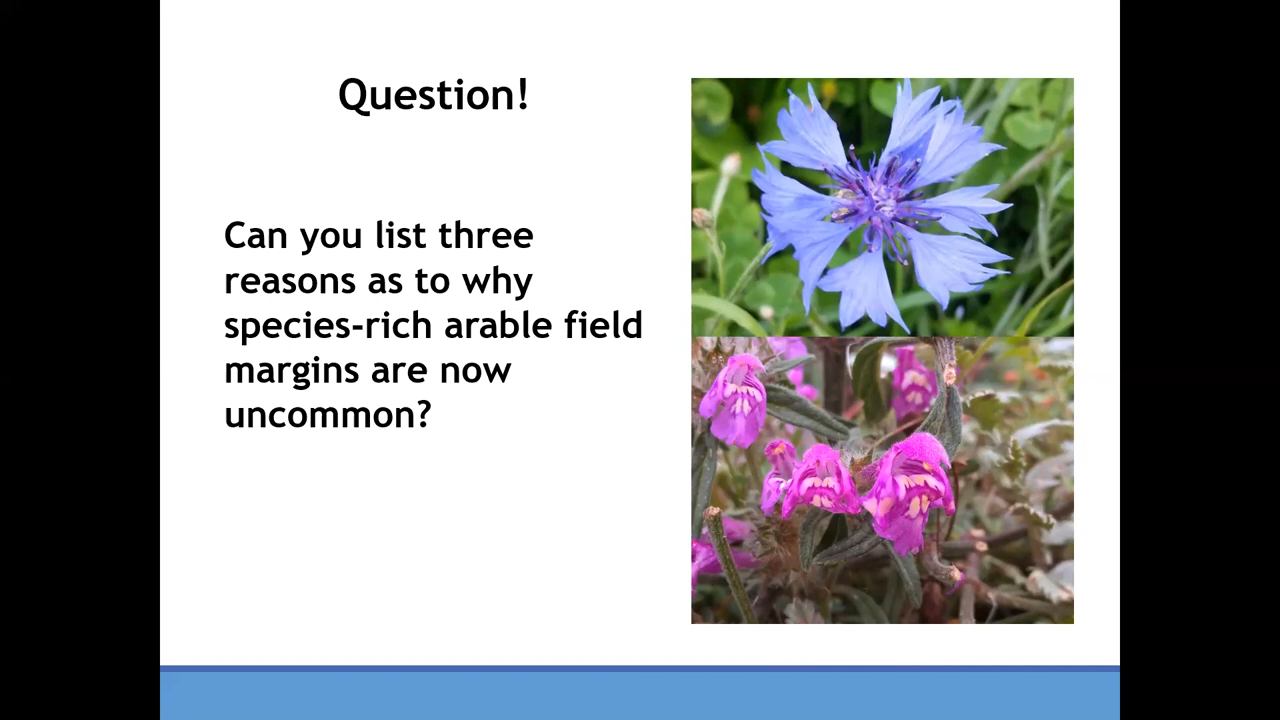 Question!
Can you list three
reasons as to why
species-rich arable field
margins are now
uncommon?